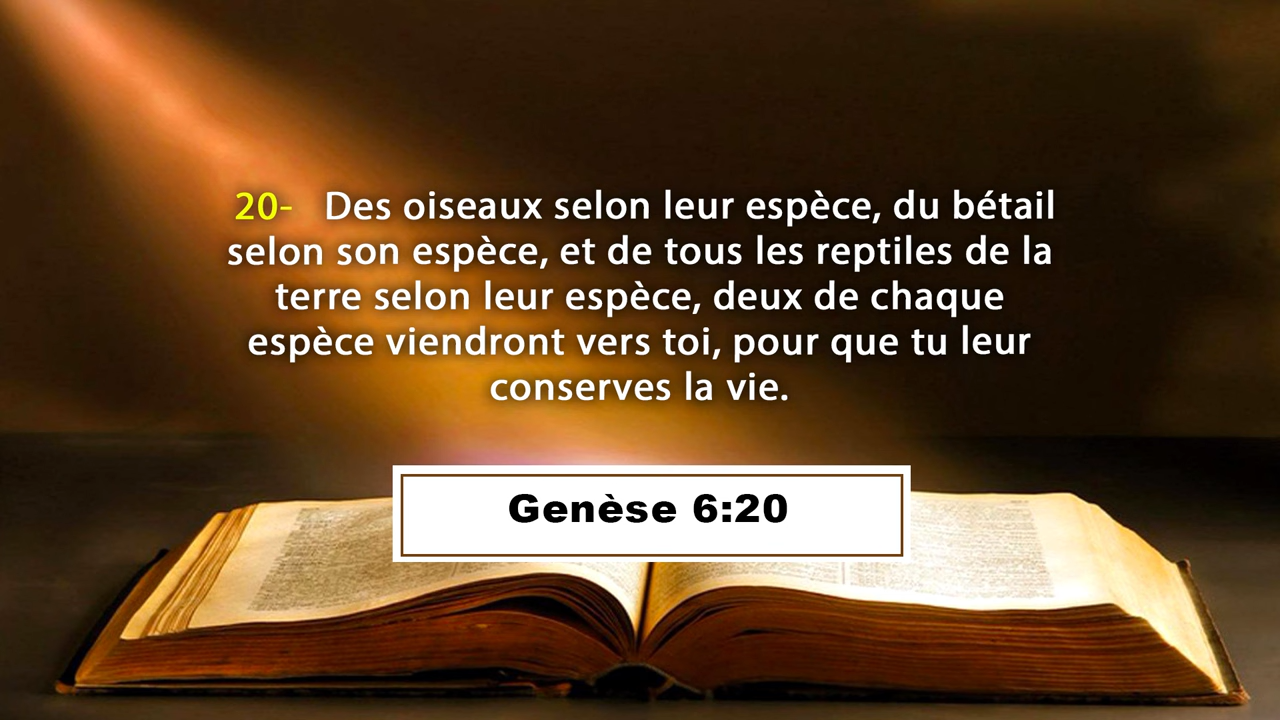 20- Des oiseaux selon leur espèce, du bétail
selon son espèce, et de tous les reptiles de la
terre selon leur espèce, deux de chaque
espèce viendront vers toi, pour que tu leur
conserves la vie.
Genèse 6:20